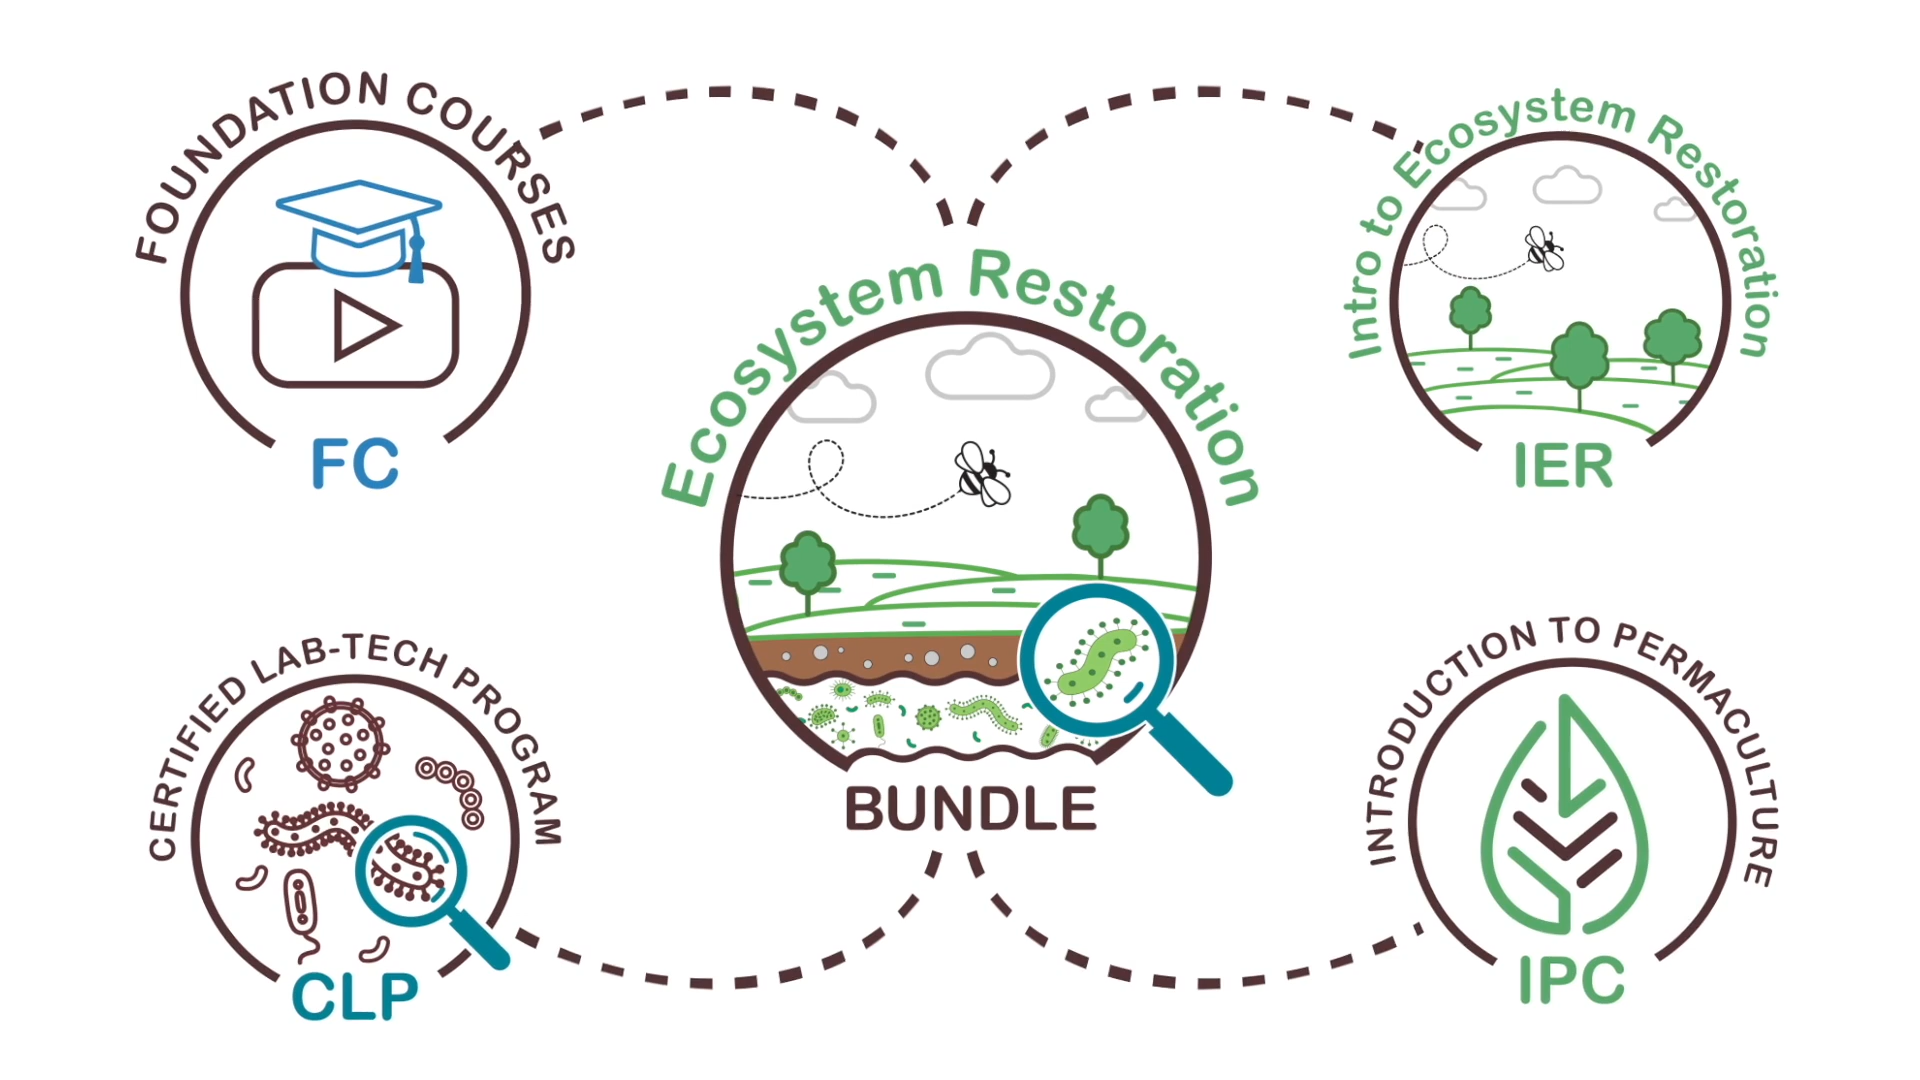 FOUNDATION COURSES
FC
Intro to Ecosystem Restoration
IER
Ecosystem Restoration
BUNDLE
CERTIFIED LAB-TECH PROGRAM
CLP
INTRODUCTION TO PERMACULTURE
IPC